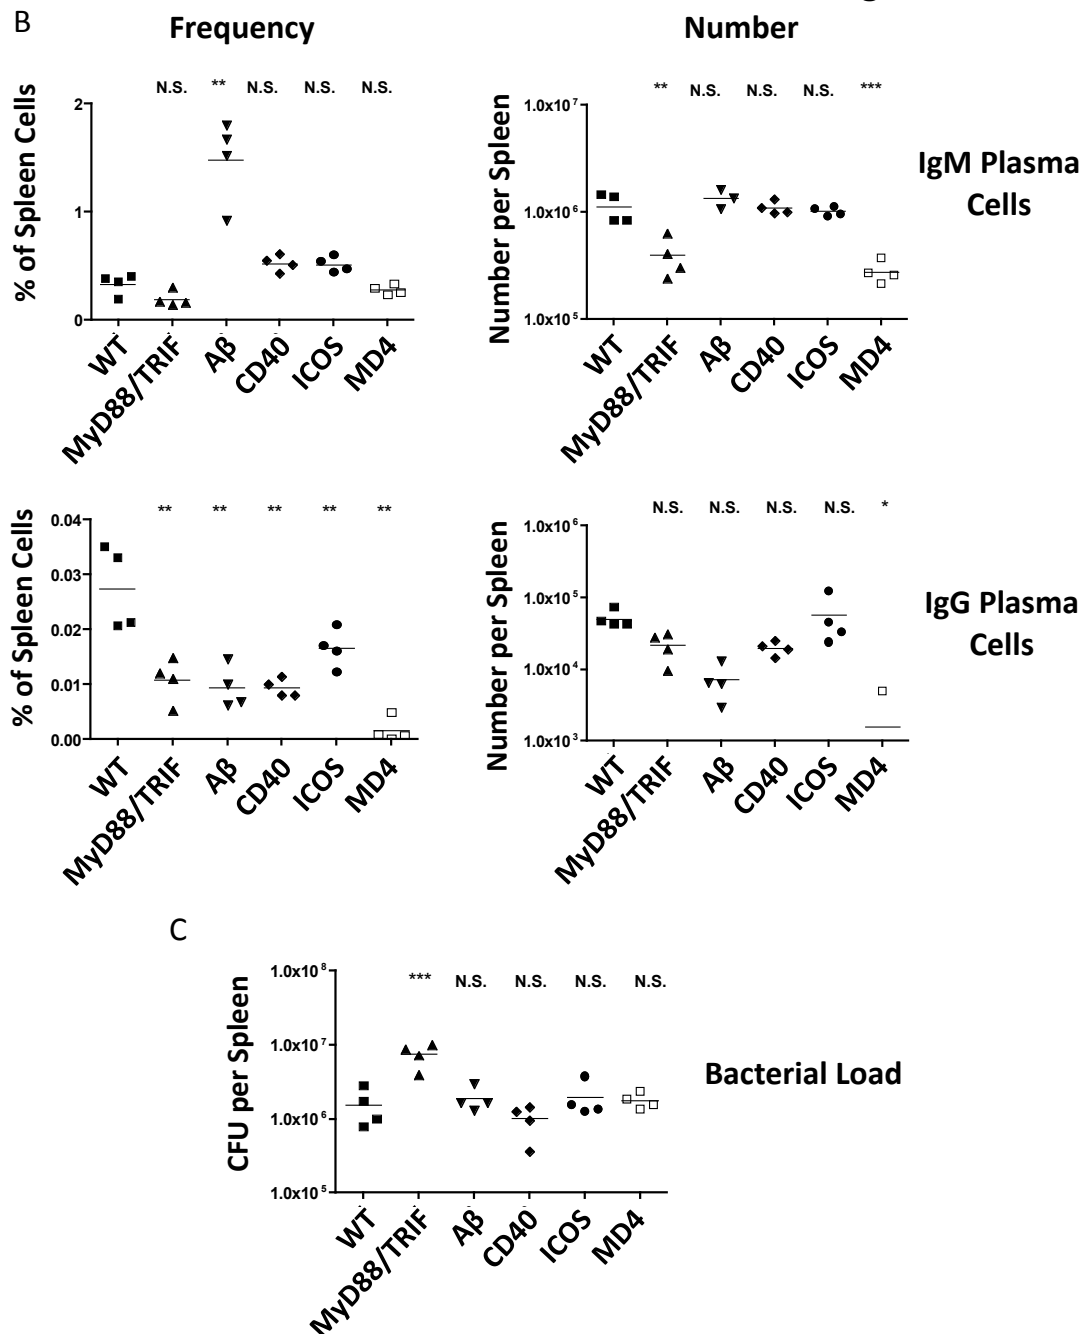 B
Frequency
Number
N.S. ** N.S. N.S. N.S.
2
1
0
% of Spleen Cells
WT
MyD88/TRIF
Aβ
CD40
ICOS
MD4
** N.S. N.S. N.S. ***
1.0x10⁷
1.0x10⁶
1.0x10⁵
Number per Spleen
WT
MyD88/TRIF
Aβ
CD40
ICOS
MD4
IgM Plasma
Cells
** ** ** ** **
0.04
0.03
0.02
0.01
0.00
% of Spleen Cells
WT
MyD88/TRIF
Aβ
CD40
ICOS
MD4
N.S. N.S. N.S. N.S. *
1.0x10⁶
1.0x10⁵
1.0x10⁴
1.0x10³
Number per Spleen
WT
MyD88/TRIF
Aβ
CD40
ICOS
MD4
IgG Plasma
Cells
C
*** N.S. N.S. N.S. N.S.
1.0x10⁸
1.0x10⁷
1.0x10⁶
1.0x10⁵
CFU per Spleen
WT
MyD88/TRIF
Aβ
CD40
ICOS
MD4
Bacterial Load